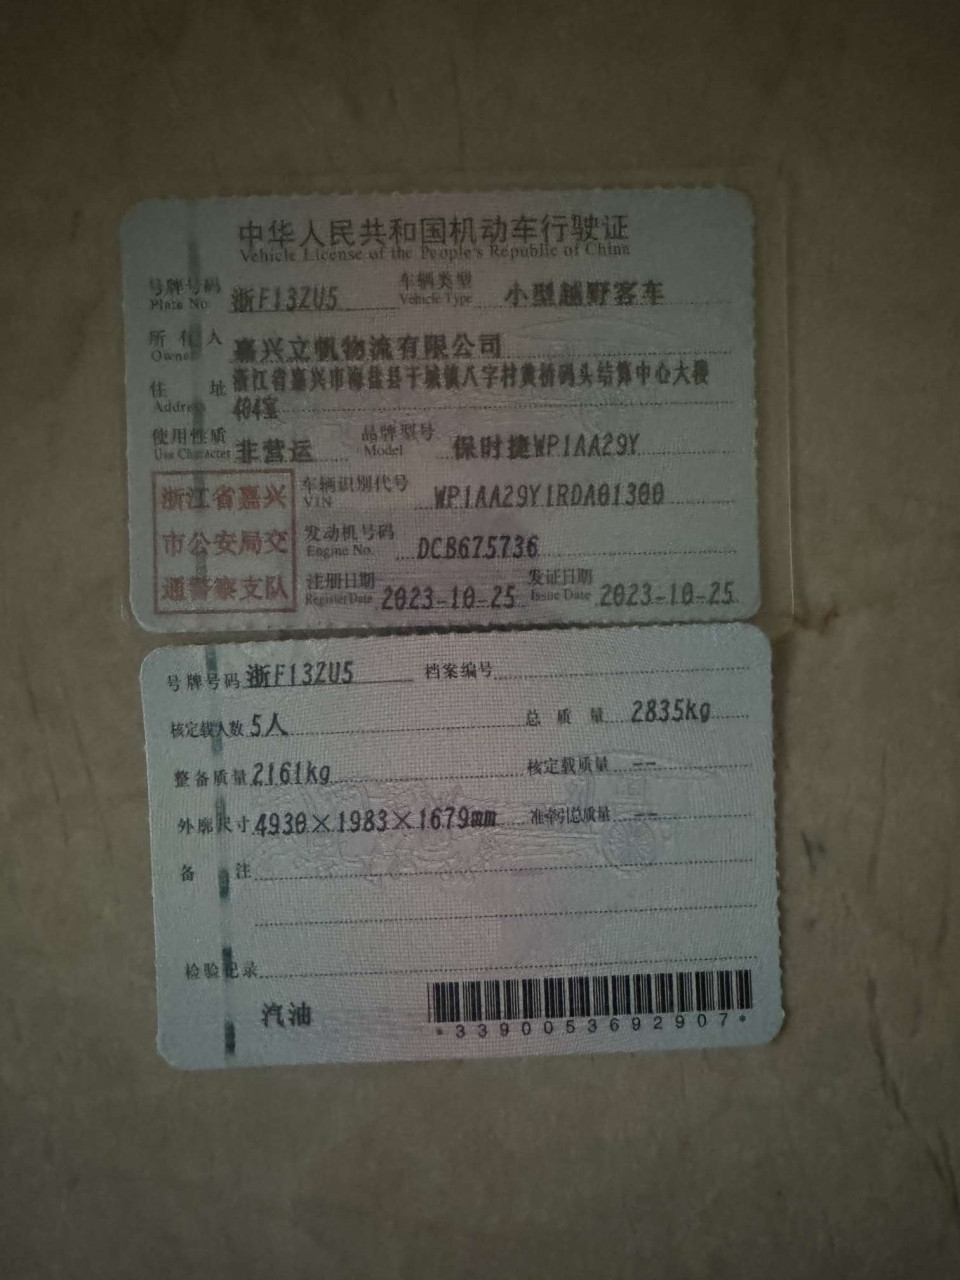 中华人民共和国机动车行驶证
Vehicle License of the People's Republic of China
号牌号码 浙F13ZU5 车辆类型 小型越野客车
Plate No. Vehicle Type
所有人 嘉兴立帆物流有限公司
Owner
住址 浙江省嘉兴市海盐县于城镇八字村黄桥码头结算中心大楼
Address 404室
使用性质 非营运 品牌型号 保时捷WP1AA29Y
Use Character Model
浙江省嘉兴 车辆识别代号 WP1AA29Y1RDA01300
VIN
市公安局交 发动机号码 DCB675736
Engine No.
通警察支队 注册日期 2023-10-25 发证日期 2023-10-25
Register Date Issue Date
号牌号码 浙F13ZU5 档案编号
核定载人数 5人 总质量 2835kg
整备质量 2161kg 核定载质量 --
外廓尺寸 4930×1983×1679mm 准牵引总质量 --
备注
检验记录
汽油
*3390053692907*